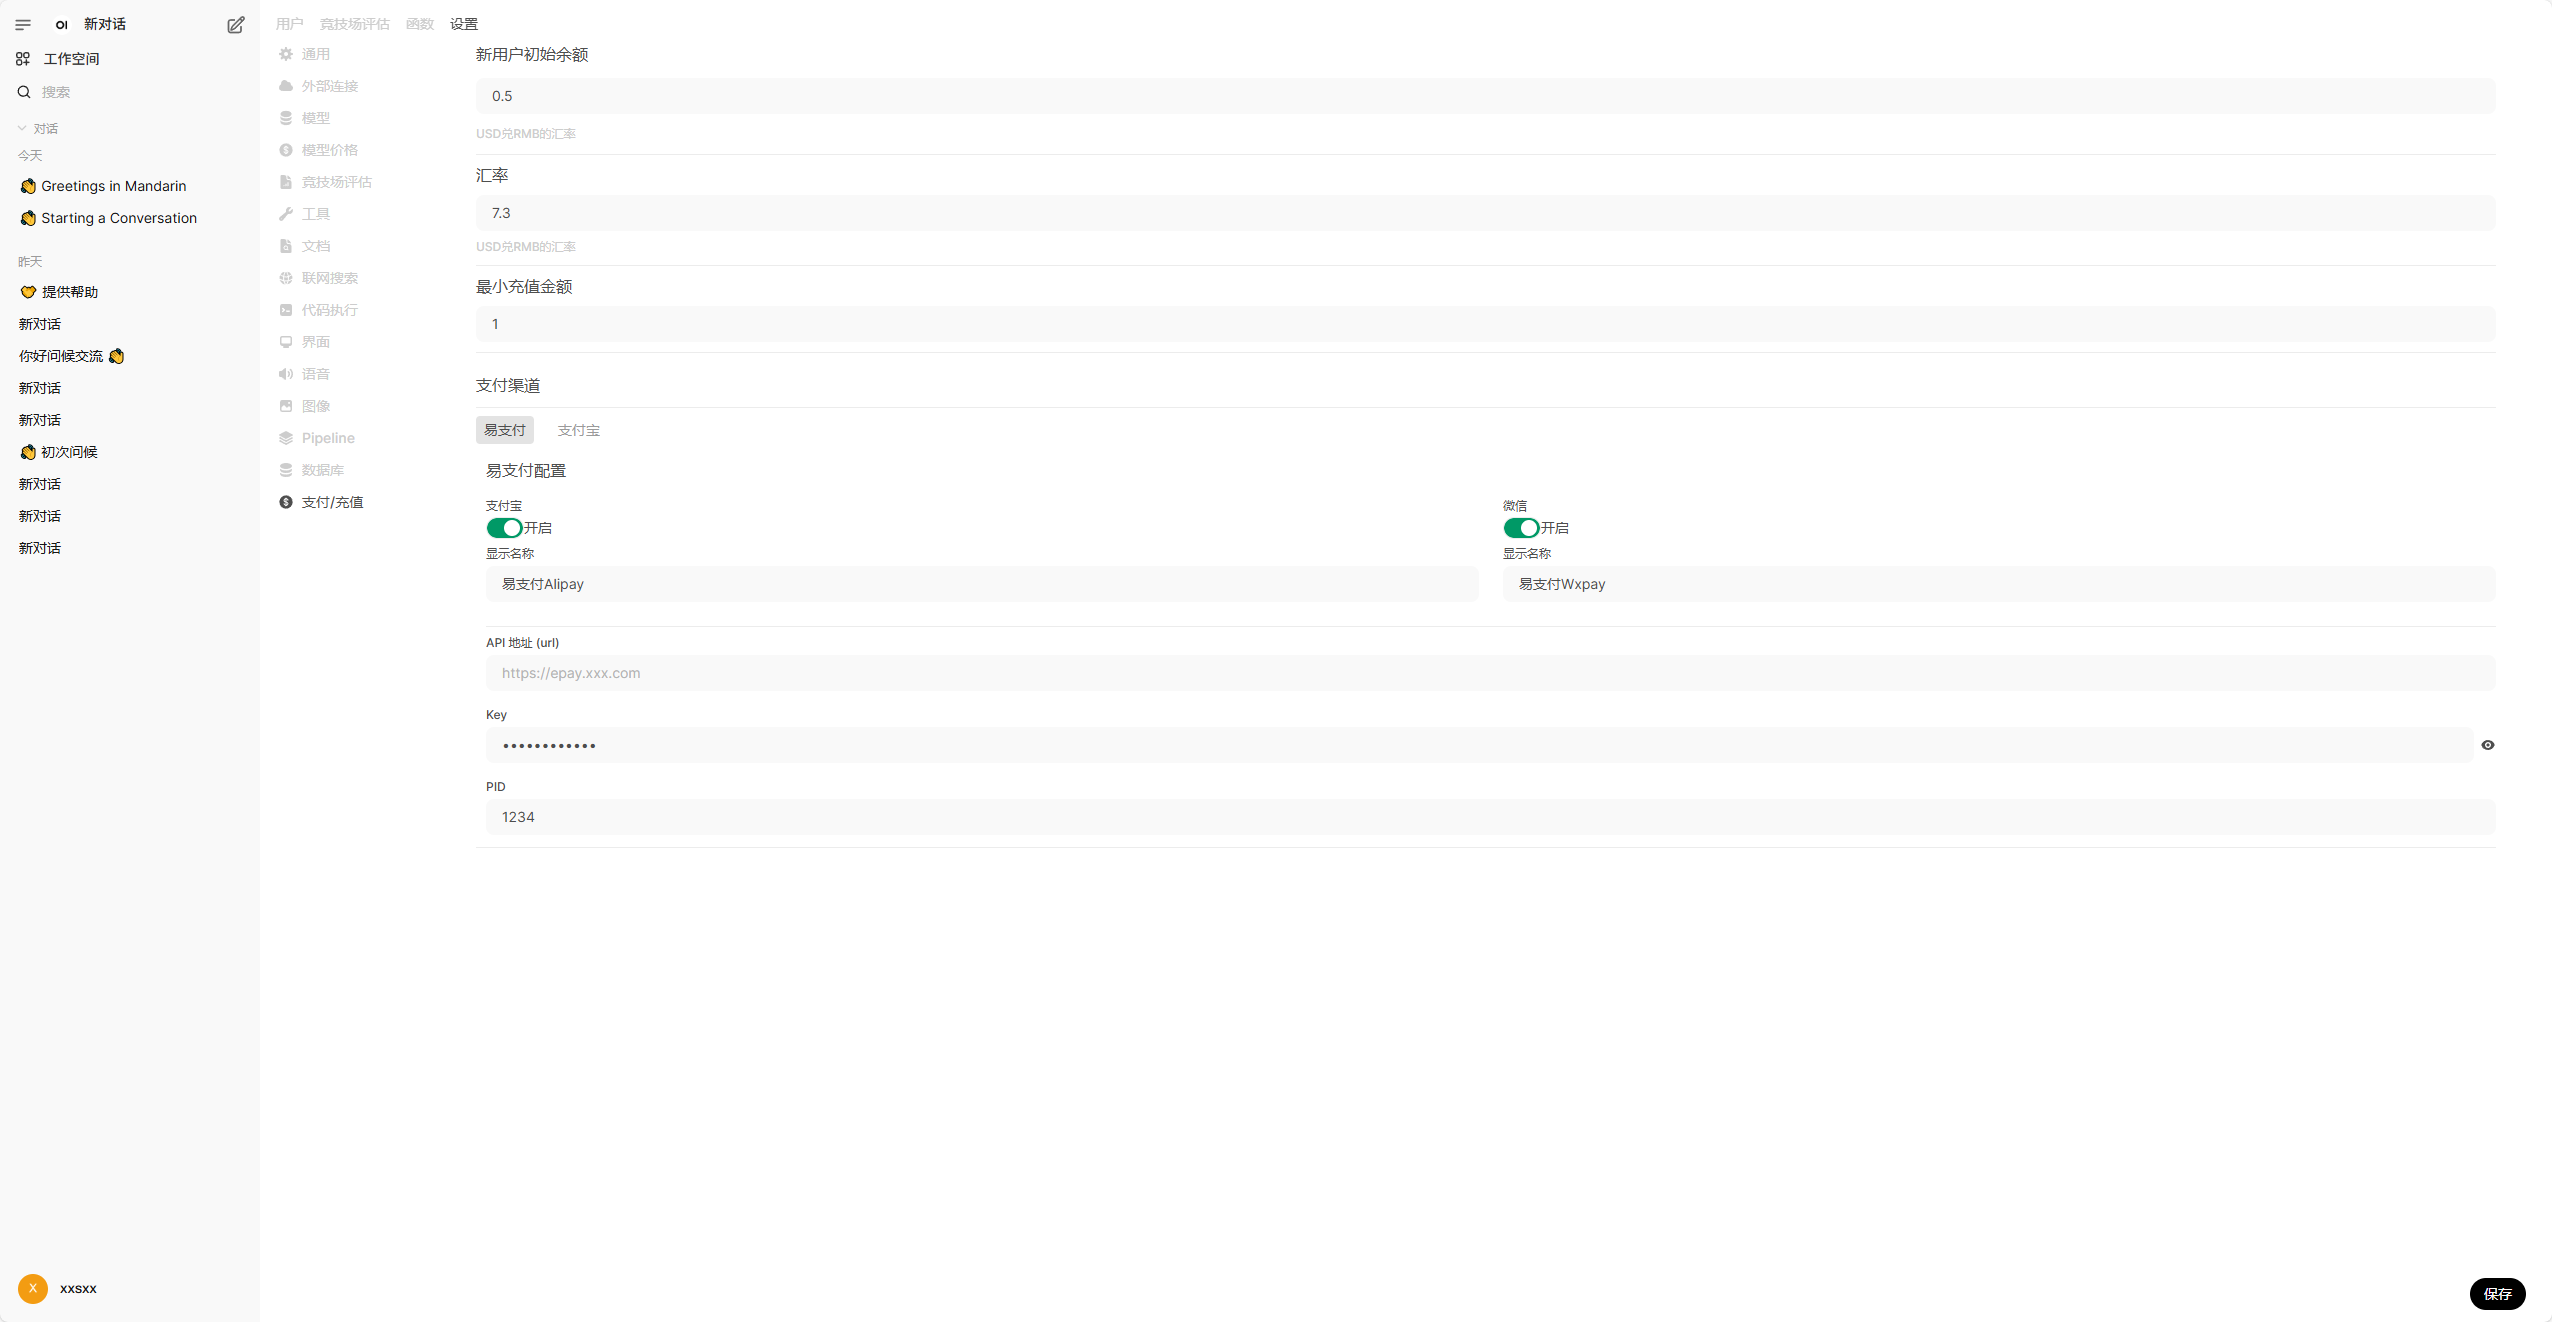 OI 新对话
工作空间
搜索
对话
今天
👏 Greetings in Mandarin
👏 Starting a Conversation
昨天
🤝 提供帮助
新对话
你好问候交流 👏
新对话
新对话
👏 初次问候
新对话
新对话
新对话
X xxsxx
用户 竞技场评估 函数 设置
通用
外部连接
模型
模型价格
竞技场评估
工具
文档
联网搜索
代码执行
界面
语音
图像
Pipeline
数据库
支付/充值
新用户初始余额
0.5
USD兑RMB的汇率
汇率
7.3
USD兑RMB的汇率
最小充值金额
1
支付渠道
易支付 支付宝
易支付配置
支付宝
开启
显示名称
易支付Alipay
微信
开启
显示名称
易支付Wxpay
API 地址 (url)
https://epay.xxx.com
Key
••••••••••••
PID
1234
保存